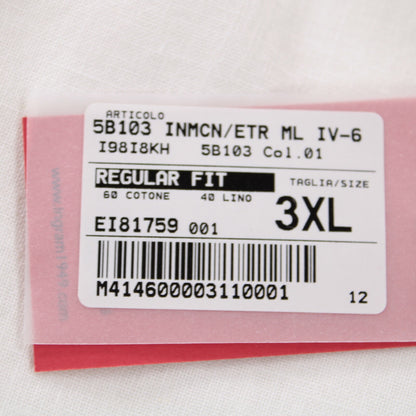 ARTICOLO
5B103 INMCN/ETR ML IV-6
I98I8KH 5B103 Col.01
REGULAR FIT
TAGLIA/SIZE
60 COTONE 40 LINO
3XL
EI81759 001
M414600003110001
12